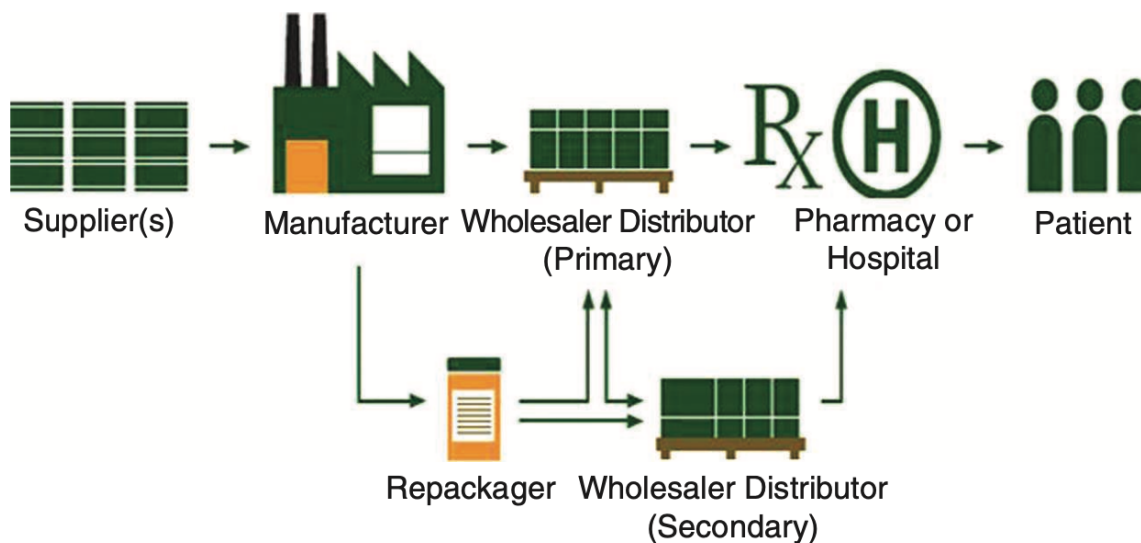 Rx
H
Supplier(s)
Manufacturer
Wholesaler Distributor
(Primary)
Pharmacy or
Hospital
Patient
Repackager
Wholesaler Distributor
(Secondary)